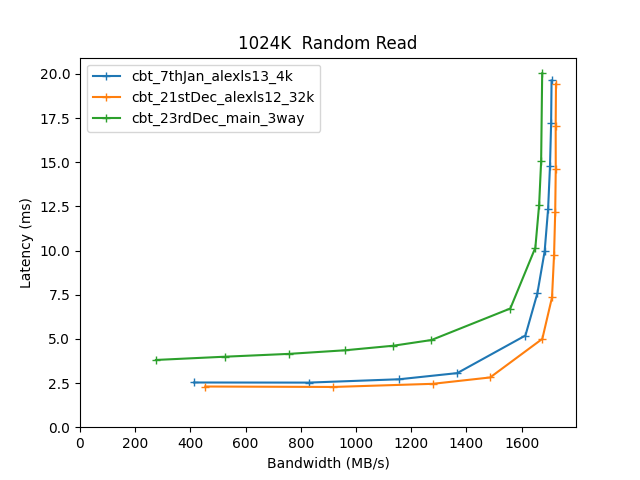 1024K  Random Read
cbt_7thJan_alexls13_4k
cbt_21stDec_alexls12_32k
cbt_23rdDec_main_3way
Latency (ms)
20.0
17.5
15.0
12.5
10.0
7.5
5.0
2.5
0.0
0 200 400 600 800 1000 1200 1400 1600
Bandwidth (MB/s)